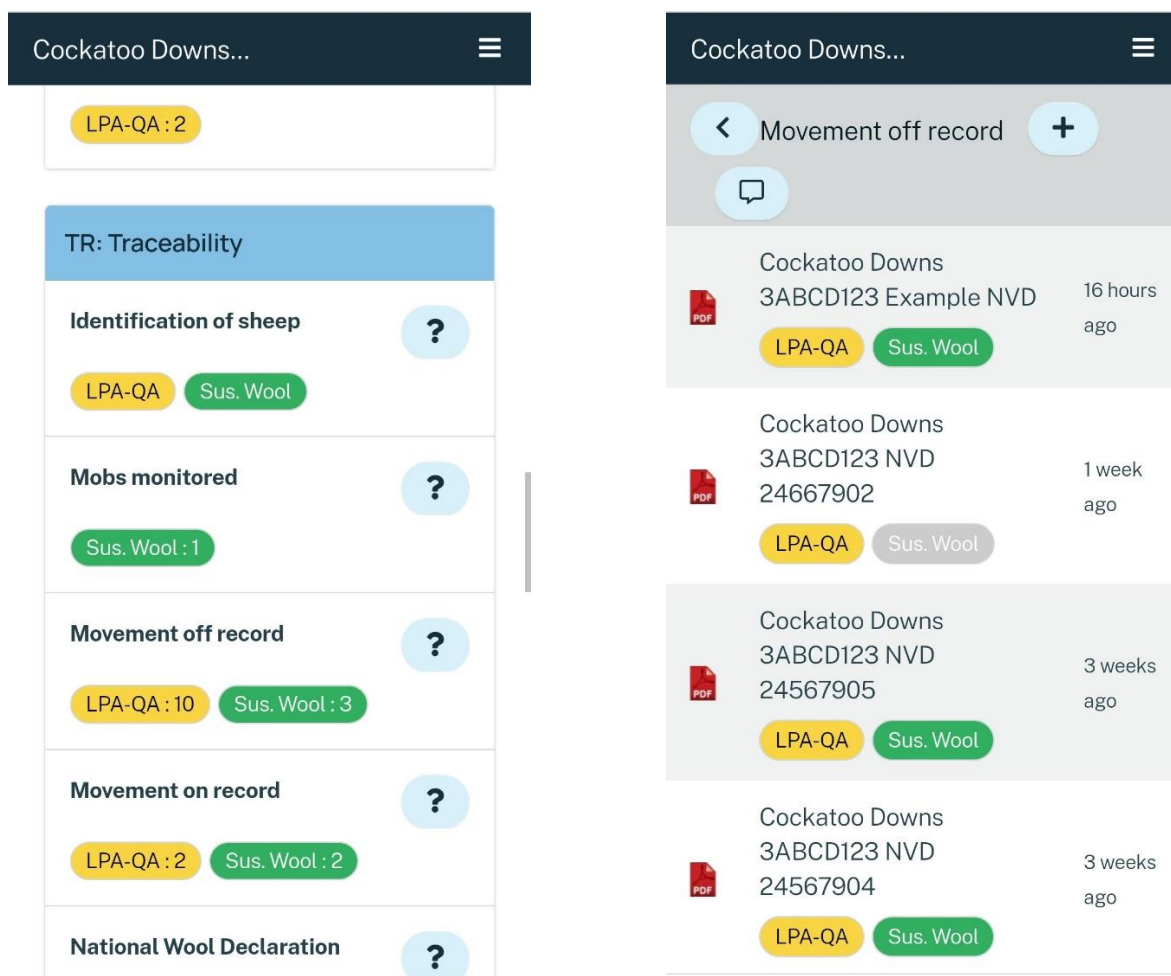 Cockatoo Downs...
LPA-QA : 2
TR: Traceability
Identification of sheep
?
LPA-QA Sus. Wool
Mobs monitored
?
Sus. Wool : 1
Movement off record
?
LPA-QA : 10 Sus. Wool : 3
Movement on record
?
LPA-QA : 2 Sus. Wool : 2
National Wool Declaration
?
Cockatoo Downs...
Movement off record
Cockatoo Downs
3ABCD123 Example NVD
16 hours
ago
PDF
LPA-QA Sus. Wool
Cockatoo Downs
3ABCD123 NVD
24667902
1 week
ago
PDF
LPA-QA Sus. Wool
Cockatoo Downs
3ABCD123 NVD
24567905
3 weeks
ago
PDF
LPA-QA Sus. Wool
Cockatoo Downs
3ABCD123 NVD
24567904
3 weeks
ago
PDF
LPA-QA Sus. Wool